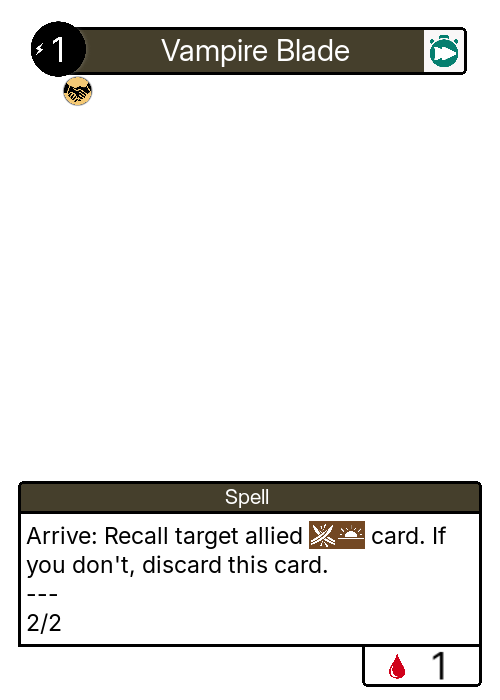 1
Vampire Blade
Spell
Arrive: Recall target allied card. If
you don't, discard this card.
---
2/2
1